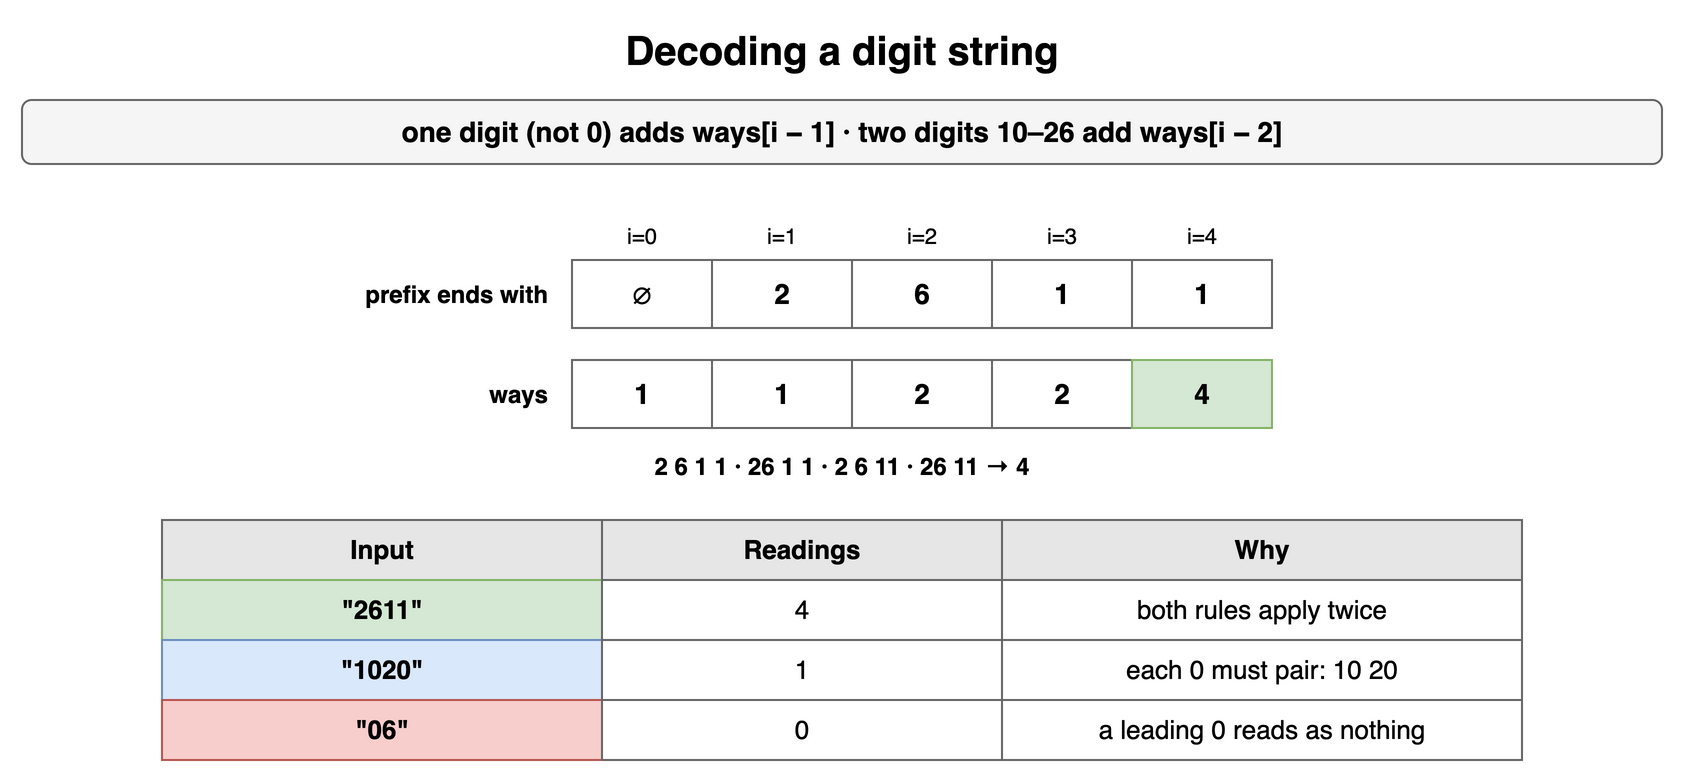 Decoding a digit string
one digit (not 0) adds ways[i − 1] · two digits 10–26 add ways[i − 2]
i=0 i=1 i=2 i=3 i=4
prefix ends with ∅ 2 6 1 1
ways 1 1 2 2 4
2 6 1 1 · 26 1 1 · 2 6 11 · 26 11 → 4
Input Readings Why
"2611" 4 both rules apply twice
"1020" 1 each 0 must pair: 10 20
"06" 0 a leading 0 reads as nothing